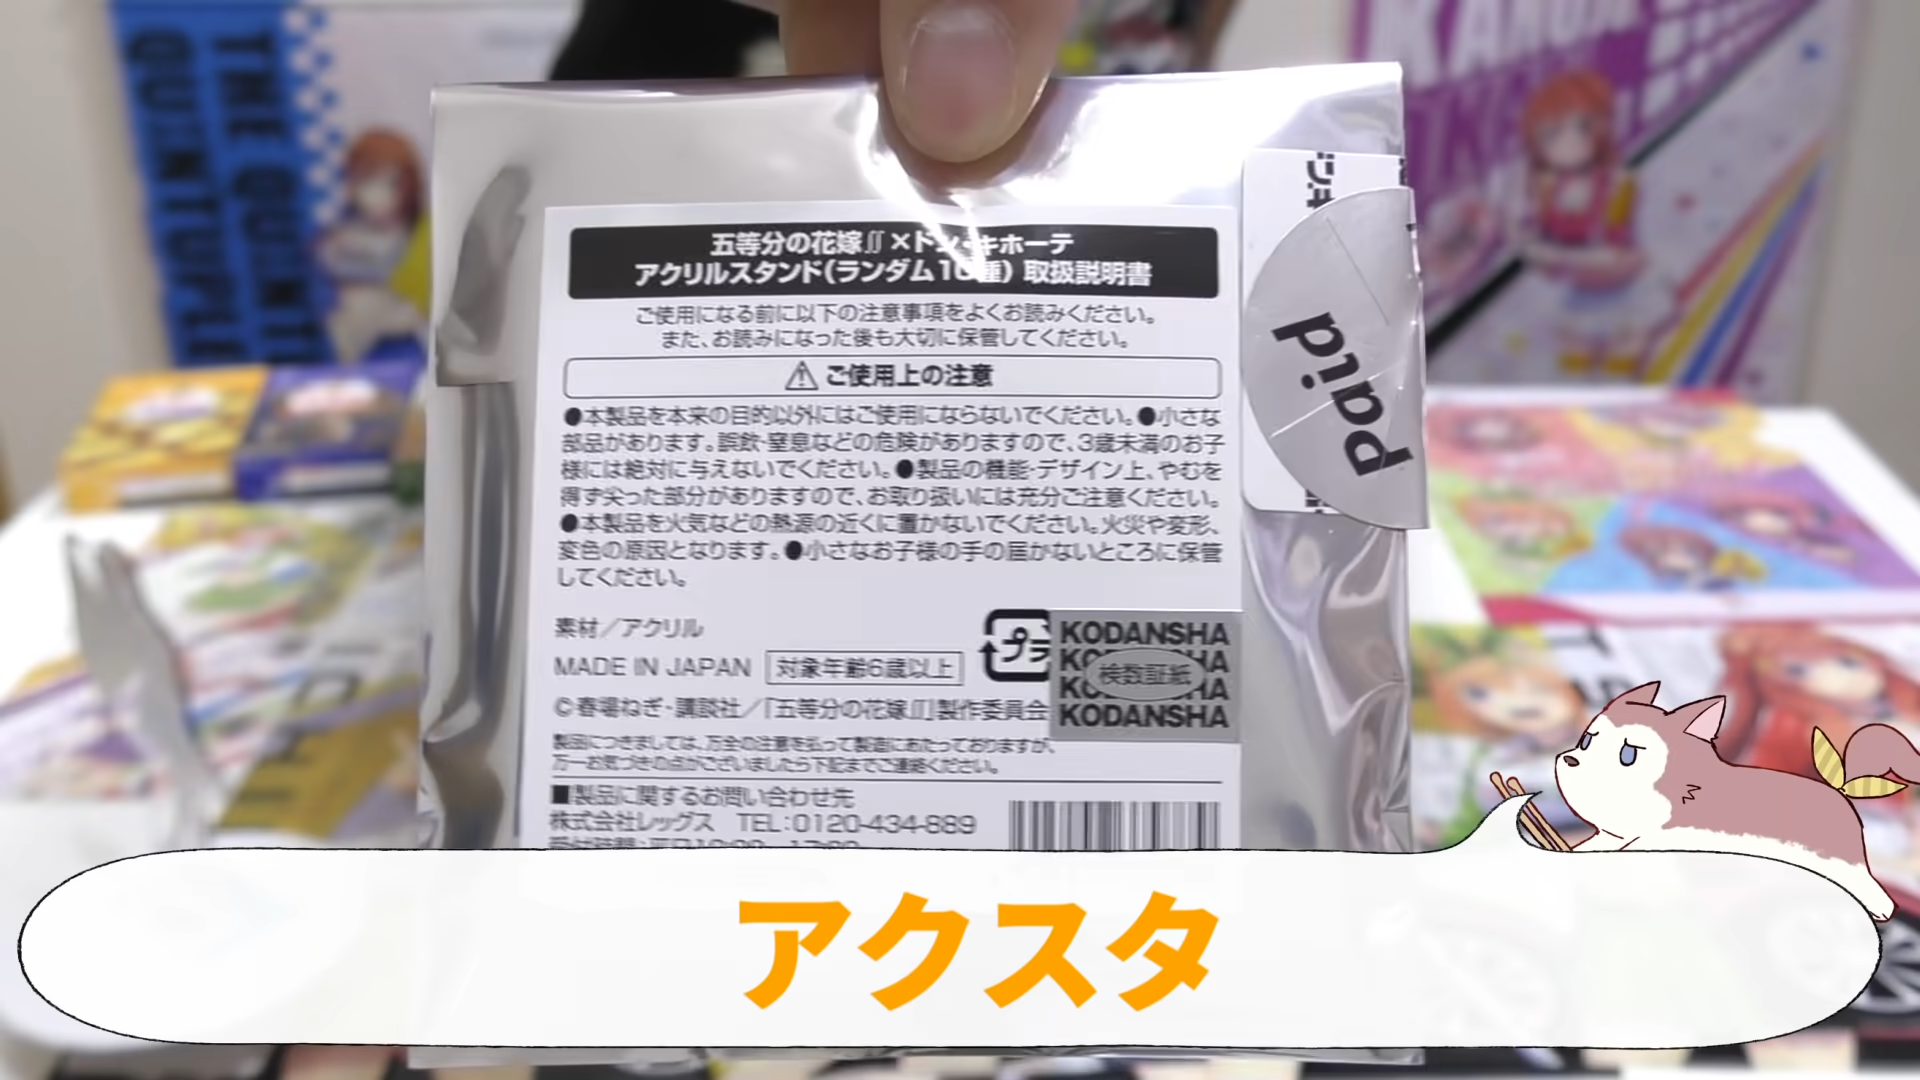 THE QUINTUPLE
QUINTUPLE
五等分の花嫁∬×ドン・キホーテ
アクリルスタンド(ランダム10種) 取扱説明書
ご使用になる前に以下の注意事項をよくお読みください。
また、お読みになった後も大切に保管してください。
ご使用上の注意
●本製品を本来の目的以外にはご使用にならないでください。●小さな
部品があります。誤飲・窒息などの危険がありますので、3歳未満のお子
様には絶対に与えないでください。●製品の機能・デザイン上、やむを
得ず尖った部分がありますので、お取り扱いには充分ご注意ください。
●本製品を火気などの熱源の近くに置かないでください。火災や変形、
変色の原因となります。●小さなお子様の手の届かないところに保管
してください。
Paid
素材/アクリル
プラ
MADE IN JAPAN 対象年齢6歳以上
©春場ねぎ・講談社/「五等分の花嫁∬」製作委員会
KODANSHA
検数証紙
KODANSHA
製品につきましては、万全の注意を払って製造にあたっておりますが、
万一お気づきの点がございましたら下記までご連絡ください。
■製品に関するお問い合わせ先
株式会社レッグス TEL:0120-434-889
アクスタ